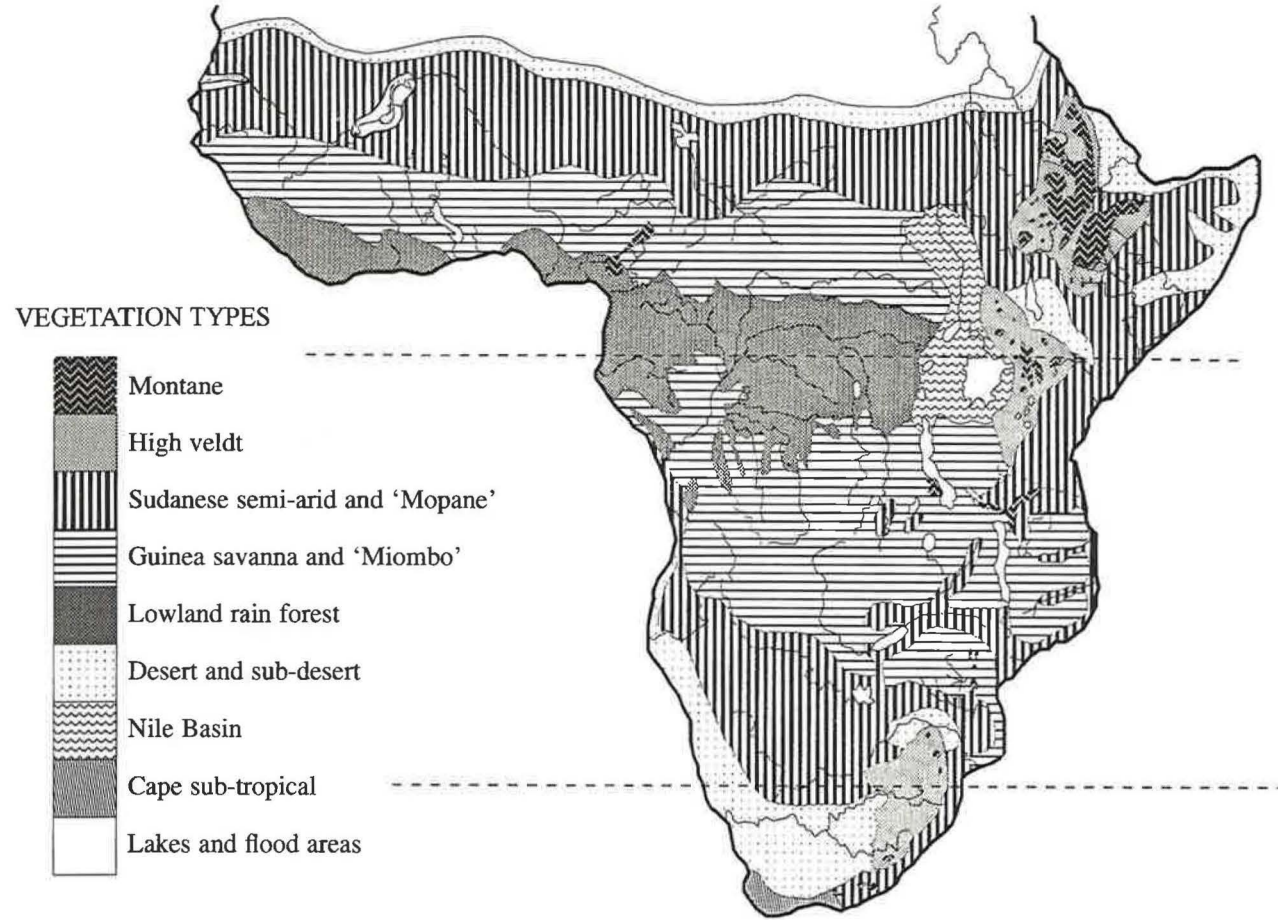 VEGETATION TYPES
Montane
High veldt
Sudanese semi-arid and ‘Mopane’
Guinea savanna and ‘Miombo’
Lowland rain forest
Desert and sub-desert
Nile Basin
Cape sub-tropical
Lakes and flood areas